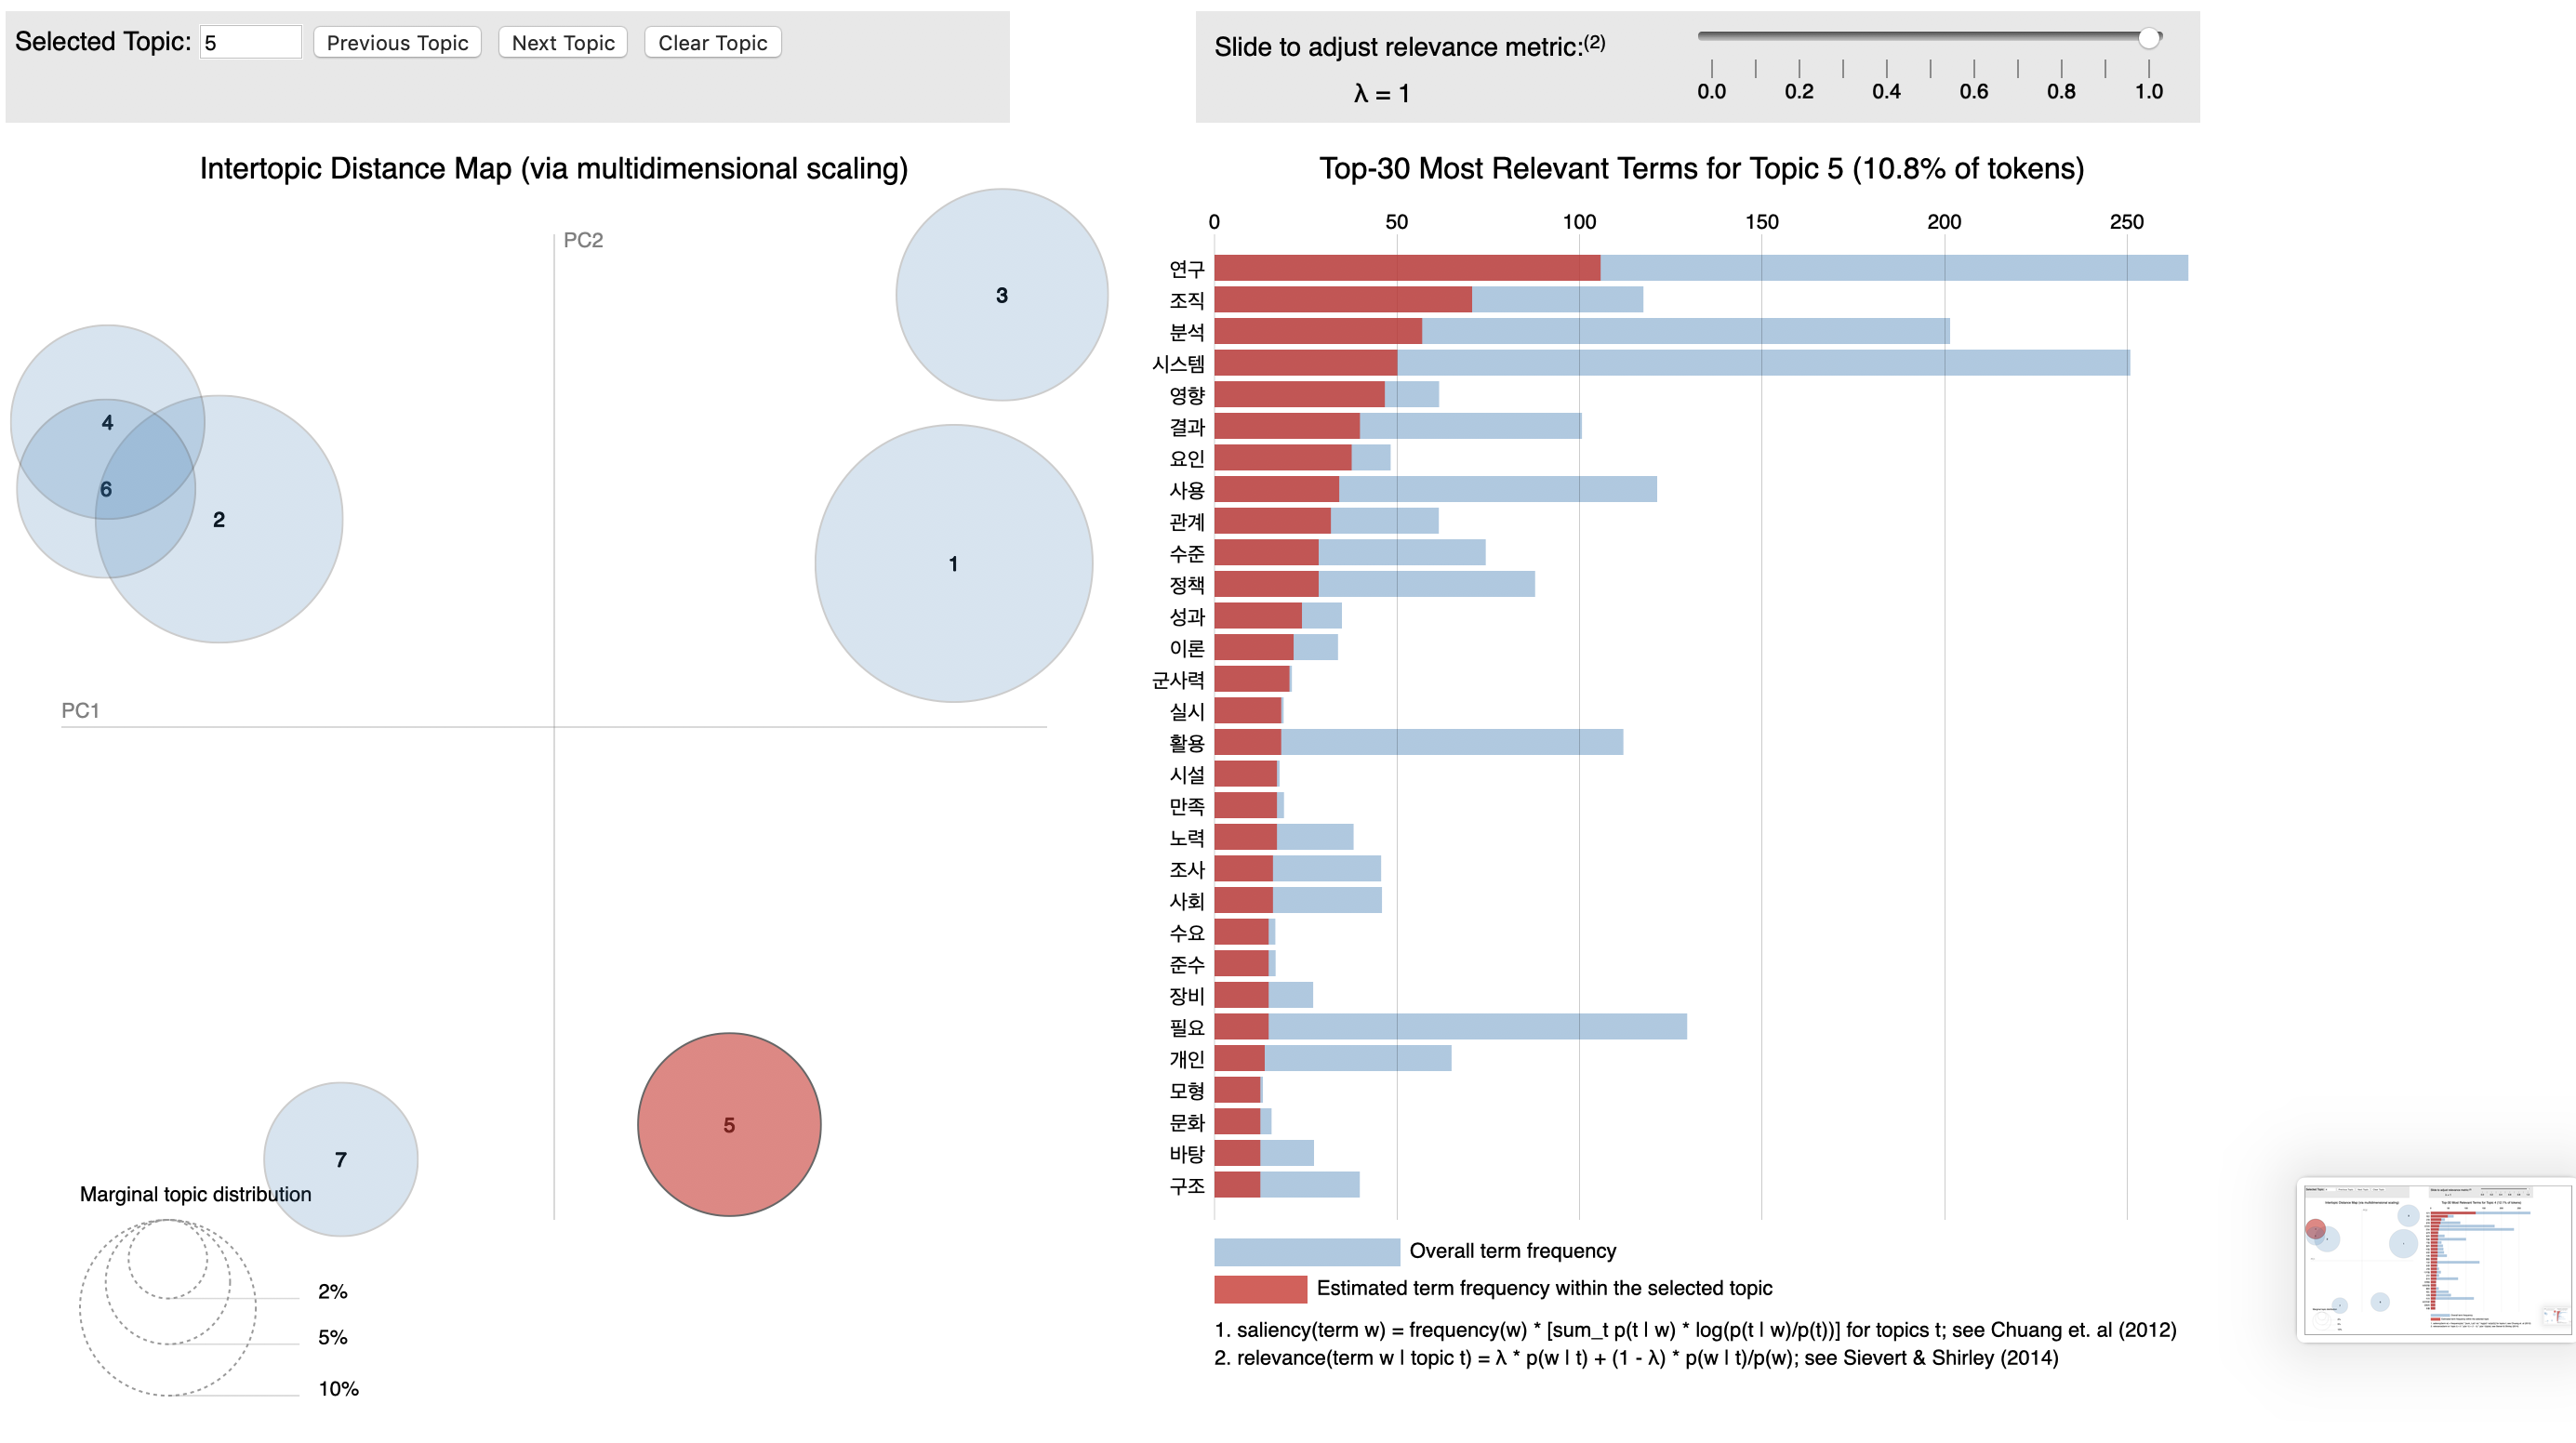 Selected Topic: 5 Previous Topic Next Topic Clear Topic
Slide to adjust relevance metric:(2)
λ = 1
0.0 0.2 0.4 0.6 0.8 1.0
Intertopic Distance Map (via multidimensional scaling)
PC2
PC1
3
4
6
2
1
5
7
Marginal topic distribution
2%
5%
10%
Top-30 Most Relevant Terms for Topic 5 (10.8% of tokens)
0 50 100 150 200 250
연구
조직
분석
시스템
영향
결과
요인
사용
관계
수준
정책
성과
이론
군사력
실시
활용
시설
만족
노력
조사
사회
수요
준수
장비
필요
개인
모형
문화
바탕
구조
Overall term frequency
Estimated term frequency within the selected topic
1. saliency(term w) = frequency(w) * [sum_t p(t | w) * log(p(t | w)/p(t))] for topics t; see Chuang et. al (2012)
2. relevance(term w | topic t) = λ * p(w | t) + (1 - λ) * p(w | t)/p(w); see Sievert & Shirley (2014)